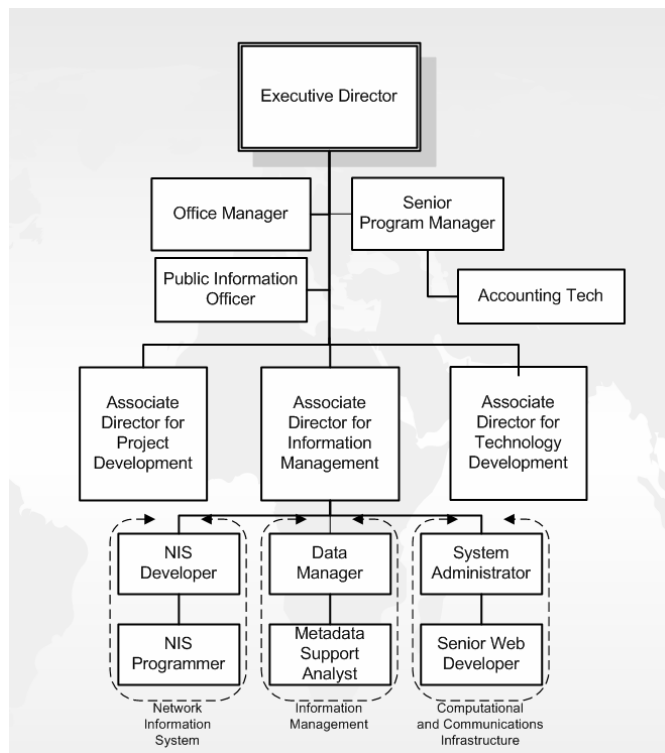 Executive Director
Office Manager
Senior
Program Manager
Public Information
Officer
Accounting Tech
Associate
Director for
Project
Development
Associate
Director for
Information
Management
Associate
Director for
Technology
Development
NIS
Developer
Data
Manager
System
Administrator
NIS
Programmer
Metadata
Support
Analyst
Senior Web
Developer
Network
Information
System
Information
Management
Computational
and Communications
Infrastructure